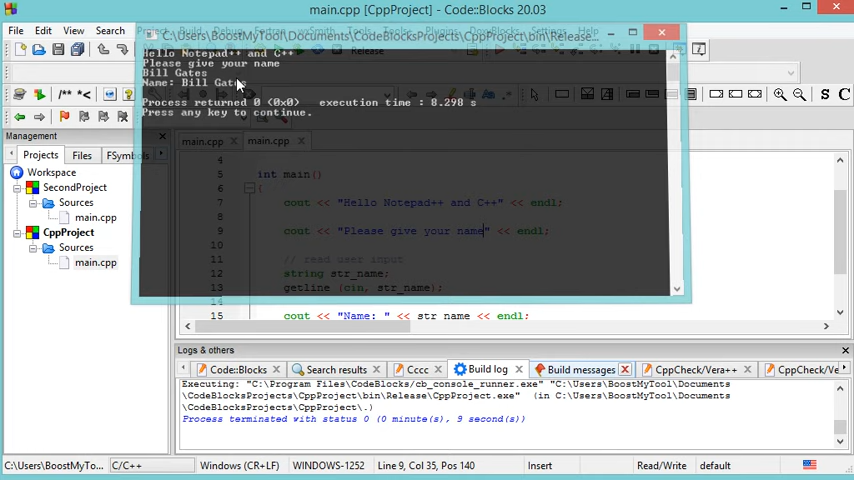 main.cpp [CppProject] - Code::Blocks 20.03
C:\Users\BoostMyTool\Documents\CodeBlocksProjects\CppProject\bin\Release...
File Edit View Search
Release
Hello Notepad++ and C++
Please give your name
Bill Gates
Name: Bill Gates
Process returned 0 (0x0) execution time : 8.298 s
Press any key to continue.
/** *<
S C
Management
Projects Files FSymbols
Workspace
SecondProject
Sources
main.cpp
CppProject
Sources
main.cpp
main.cpp main.cpp
4
5 int main()
6 {
7 cout << "Hello Notepad++ and C++" << endl;
8
9 cout << "Please give your name" << endl;
10
11 // read user input
12 string str_name;
13 getline (cin, str_name);
14
15 cout << "Name: " << str_name << endl;
Logs & others
Code::Blocks Search results Cccc Build log Build messages CppCheck/Vera++ CppCheck/Ve
Executing: "C:\Program Files\CodeBlocks/cb_console_runner.exe" "C:\Users\BoostMyTool\Documents
\CodeBlocksProjects\CppProject\bin\Release\CppProject.exe" (in C:\Users\BoostMyTool\Documents
\CodeBlocksProjects\CppProject\.)
Process terminated with status 0 (0 minute(s), 9 second(s))
C:\Users\BoostMyTo... C/C++ Windows (CR+LF) WINDOWS-1252 Line 9, Col 35, Pos 140 Insert Read/Write default